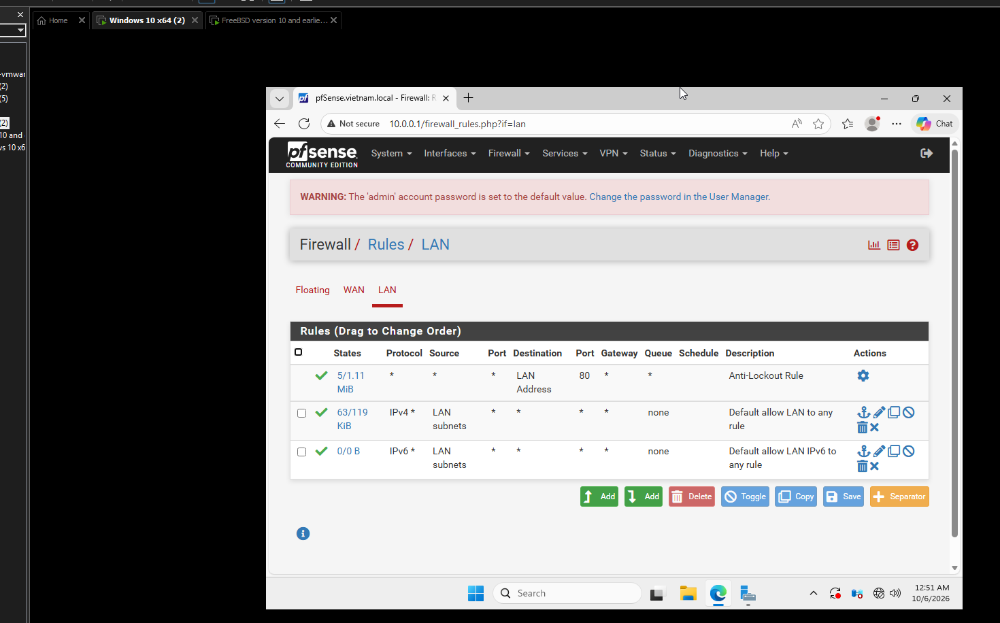 Home
Windows 10 x64 (2)
FreeBSD version 10 and earlie...
-vmwar
(2)
(5)
(2)
10 and
vs 10 x6
pfSense.vietnam.local - Firewall: R
Not secure 10.0.0.1/firewall_rules.php?if=lan
Chat
pfsense
COMMUNITY EDITION
System Interfaces Firewall Services VPN Status Diagnostics Help
WARNING: The 'admin' account password is set to the default value. Change the password in the User Manager.
Firewall / Rules / LAN
Floating WAN LAN
Rules (Drag to Change Order)
States Protocol Source Port Destination Port Gateway Queue Schedule Description Actions
5/1.11 * * * LAN 80 * * Anti-Lockout Rule
MiB Address
63/119 IPv4 * LAN * * * * none Default allow LAN to any
KiB subnets rule
0/0 B IPv6 * LAN * * * * none Default allow LAN IPv6 to
subnets any rule
Add Add Delete Toggle Copy Save Separator
Search
12:51 AM
10/6/2026